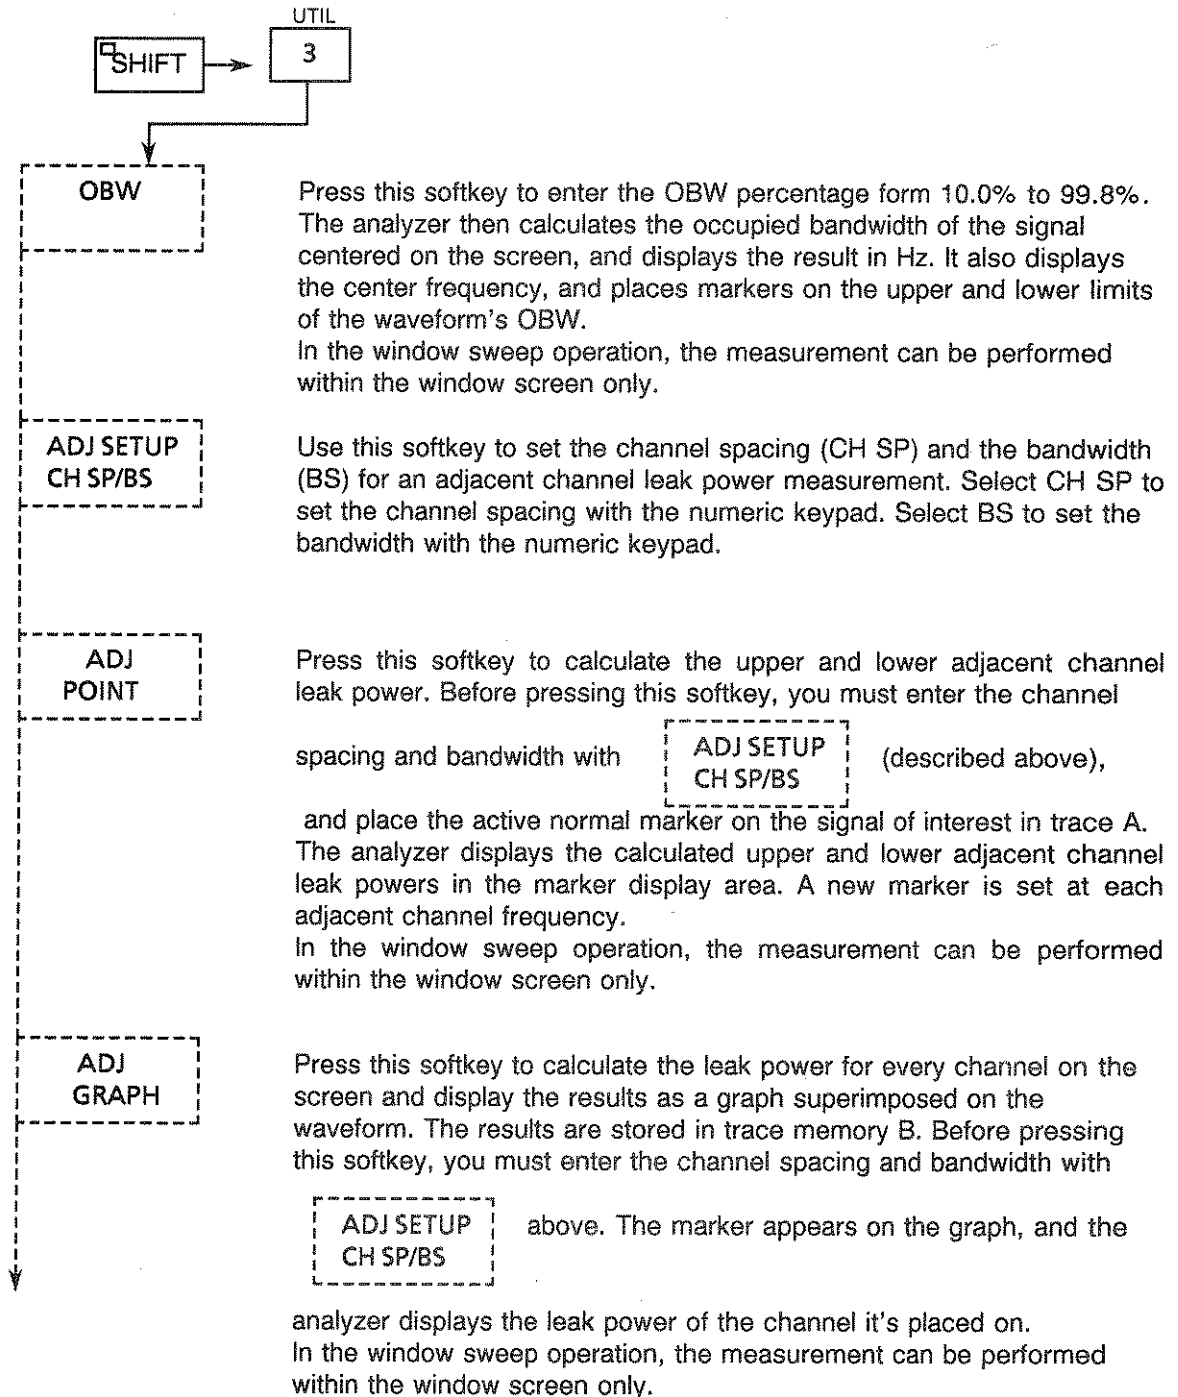 UTIL
SHIFT
3
OBW
Press this softkey to enter the OBW percentage form 10.0% to 99.8%.
The analyzer then calculates the occupied bandwidth of the signal
centered on the screen, and displays the result in Hz. It also displays
the center frequency, and places markers on the upper and lower limits
of the waveform's OBW.
In the window sweep operation, the measurement can be performed
within the window screen only.
ADJ SETUP
CH SP/BS
Use this softkey to set the channel spacing (CH SP) and the bandwidth
(BS) for an adjacent channel leak power measurement. Select CH SP to
set the channel spacing with the numeric keypad. Select BS to set the
bandwidth with the numeric keypad.
ADJ
POINT
Press this softkey to calculate the upper and lower adjacent channel
leak power. Before pressing this softkey, you must enter the channel
spacing and bandwidth with
ADJ SETUP
CH SP/BS
(described above),
and place the active normal marker on the signal of interest in trace A.
The analyzer displays the calculated upper and lower adjacent channel
leak powers in the marker display area. A new marker is set at each
adjacent channel frequency.
In the window sweep operation, the measurement can be performed
within the window screen only.
ADJ
GRAPH
Press this softkey to calculate the leak power for every channel on the
screen and display the results as a graph superimposed on the
waveform. The results are stored in trace memory B. Before pressing
this softkey, you must enter the channel spacing and bandwidth with
ADJ SETUP
CH SP/BS
above. The marker appears on the graph, and the
analyzer displays the leak power of the channel it's placed on.
In the window sweep operation, the measurement can be performed
within the window screen only.